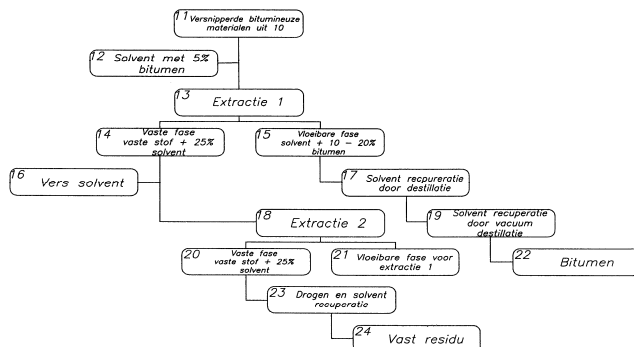 11 Versnipperde bitumineuze
materialen uit 10
12 Solvent met 5%
bitumen
13 Extractie 1
14 Vaste fase
vaste stof + 25%
solvent
15 Vloeibare fase
solvent + 10 – 20%
bitumen
16 Vers solvent
17 Solvent recpureratie
door destillatie
18 Extractie 2
19 Solvent recuperatie
door vacuum
destillatie
20 Vaste fase
vaste stof + 25%
solvent
21 Vloeibare fase voor
extractie 1
22 Bitumen
23 Drogen en solvent
recuperatie
24 Vast residu